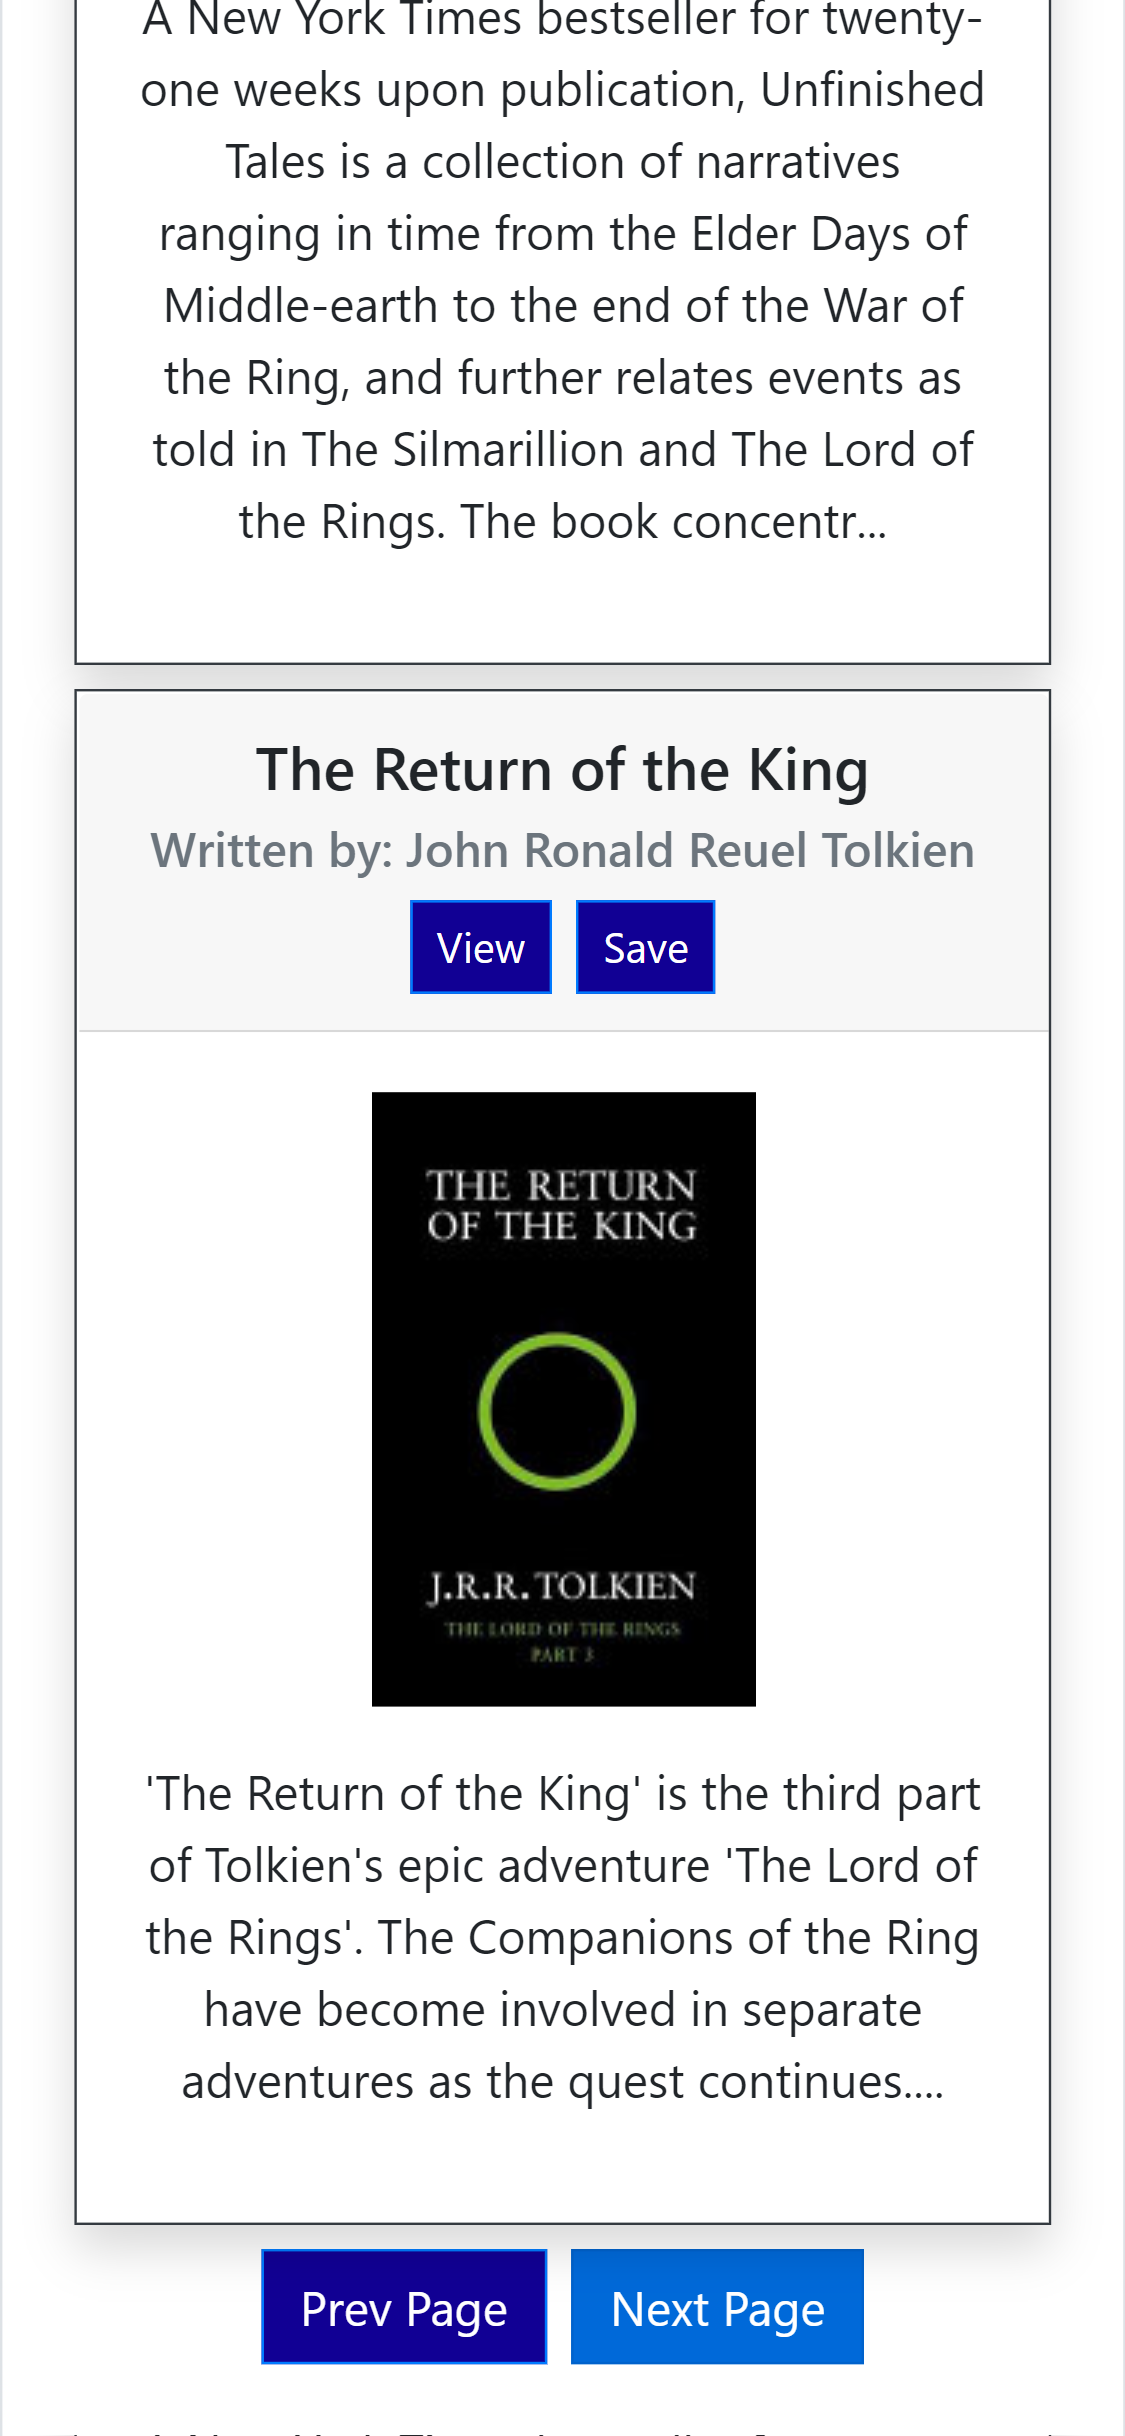 A New York Times bestseller for twenty-
one weeks upon publication, Unfinished
Tales is a collection of narratives
ranging in time from the Elder Days of
Middle-earth to the end of the War of
the Ring, and further relates events as
told in The Silmarillion and The Lord of
the Rings. The book concentr...
The Return of the King
Written by: John Ronald Reuel Tolkien
View Save
THE RETURN
OF THE KING
J.R.R. TOLKIEN
THE LORD OF THE RINGS
PART 3
'The Return of the King' is the third part
of Tolkien's epic adventure 'The Lord of
the Rings'. The Companions of the Ring
have become involved in separate
adventures as the quest continues....
Prev Page Next Page